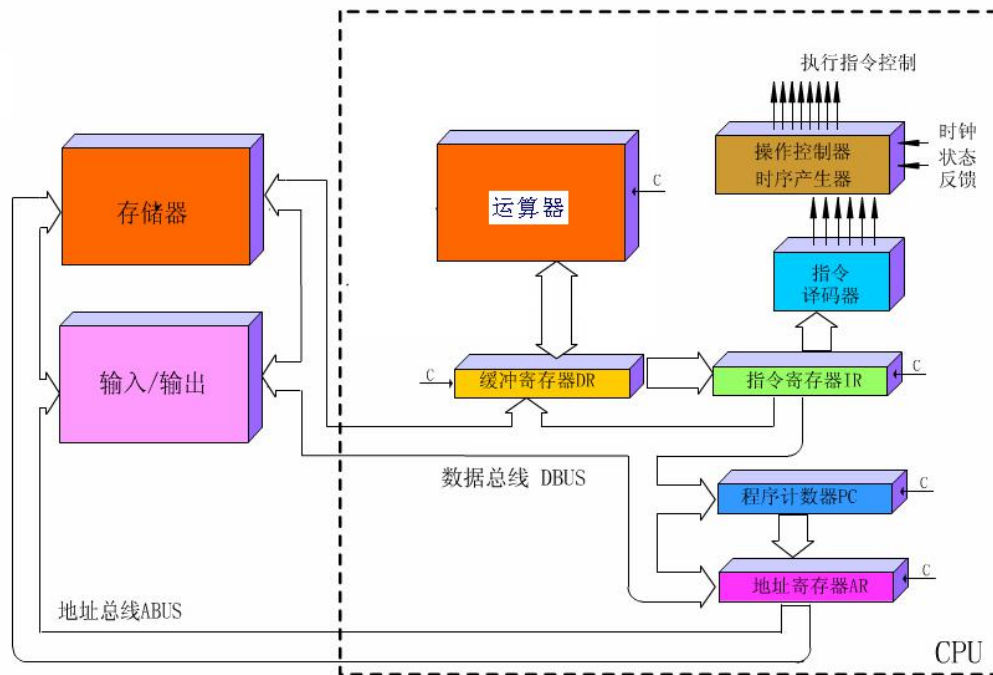 执行指令控制
操作控制器
时序产生器
时钟
状态
反馈
存储器
运算器
C
指令
译码器
输入/输出
C
缓冲寄存器DR
指令寄存器IR
C
数据总线 DBUS
程序计数器PC
C
地址寄存器AR
C
地址总线ABUS
CPU